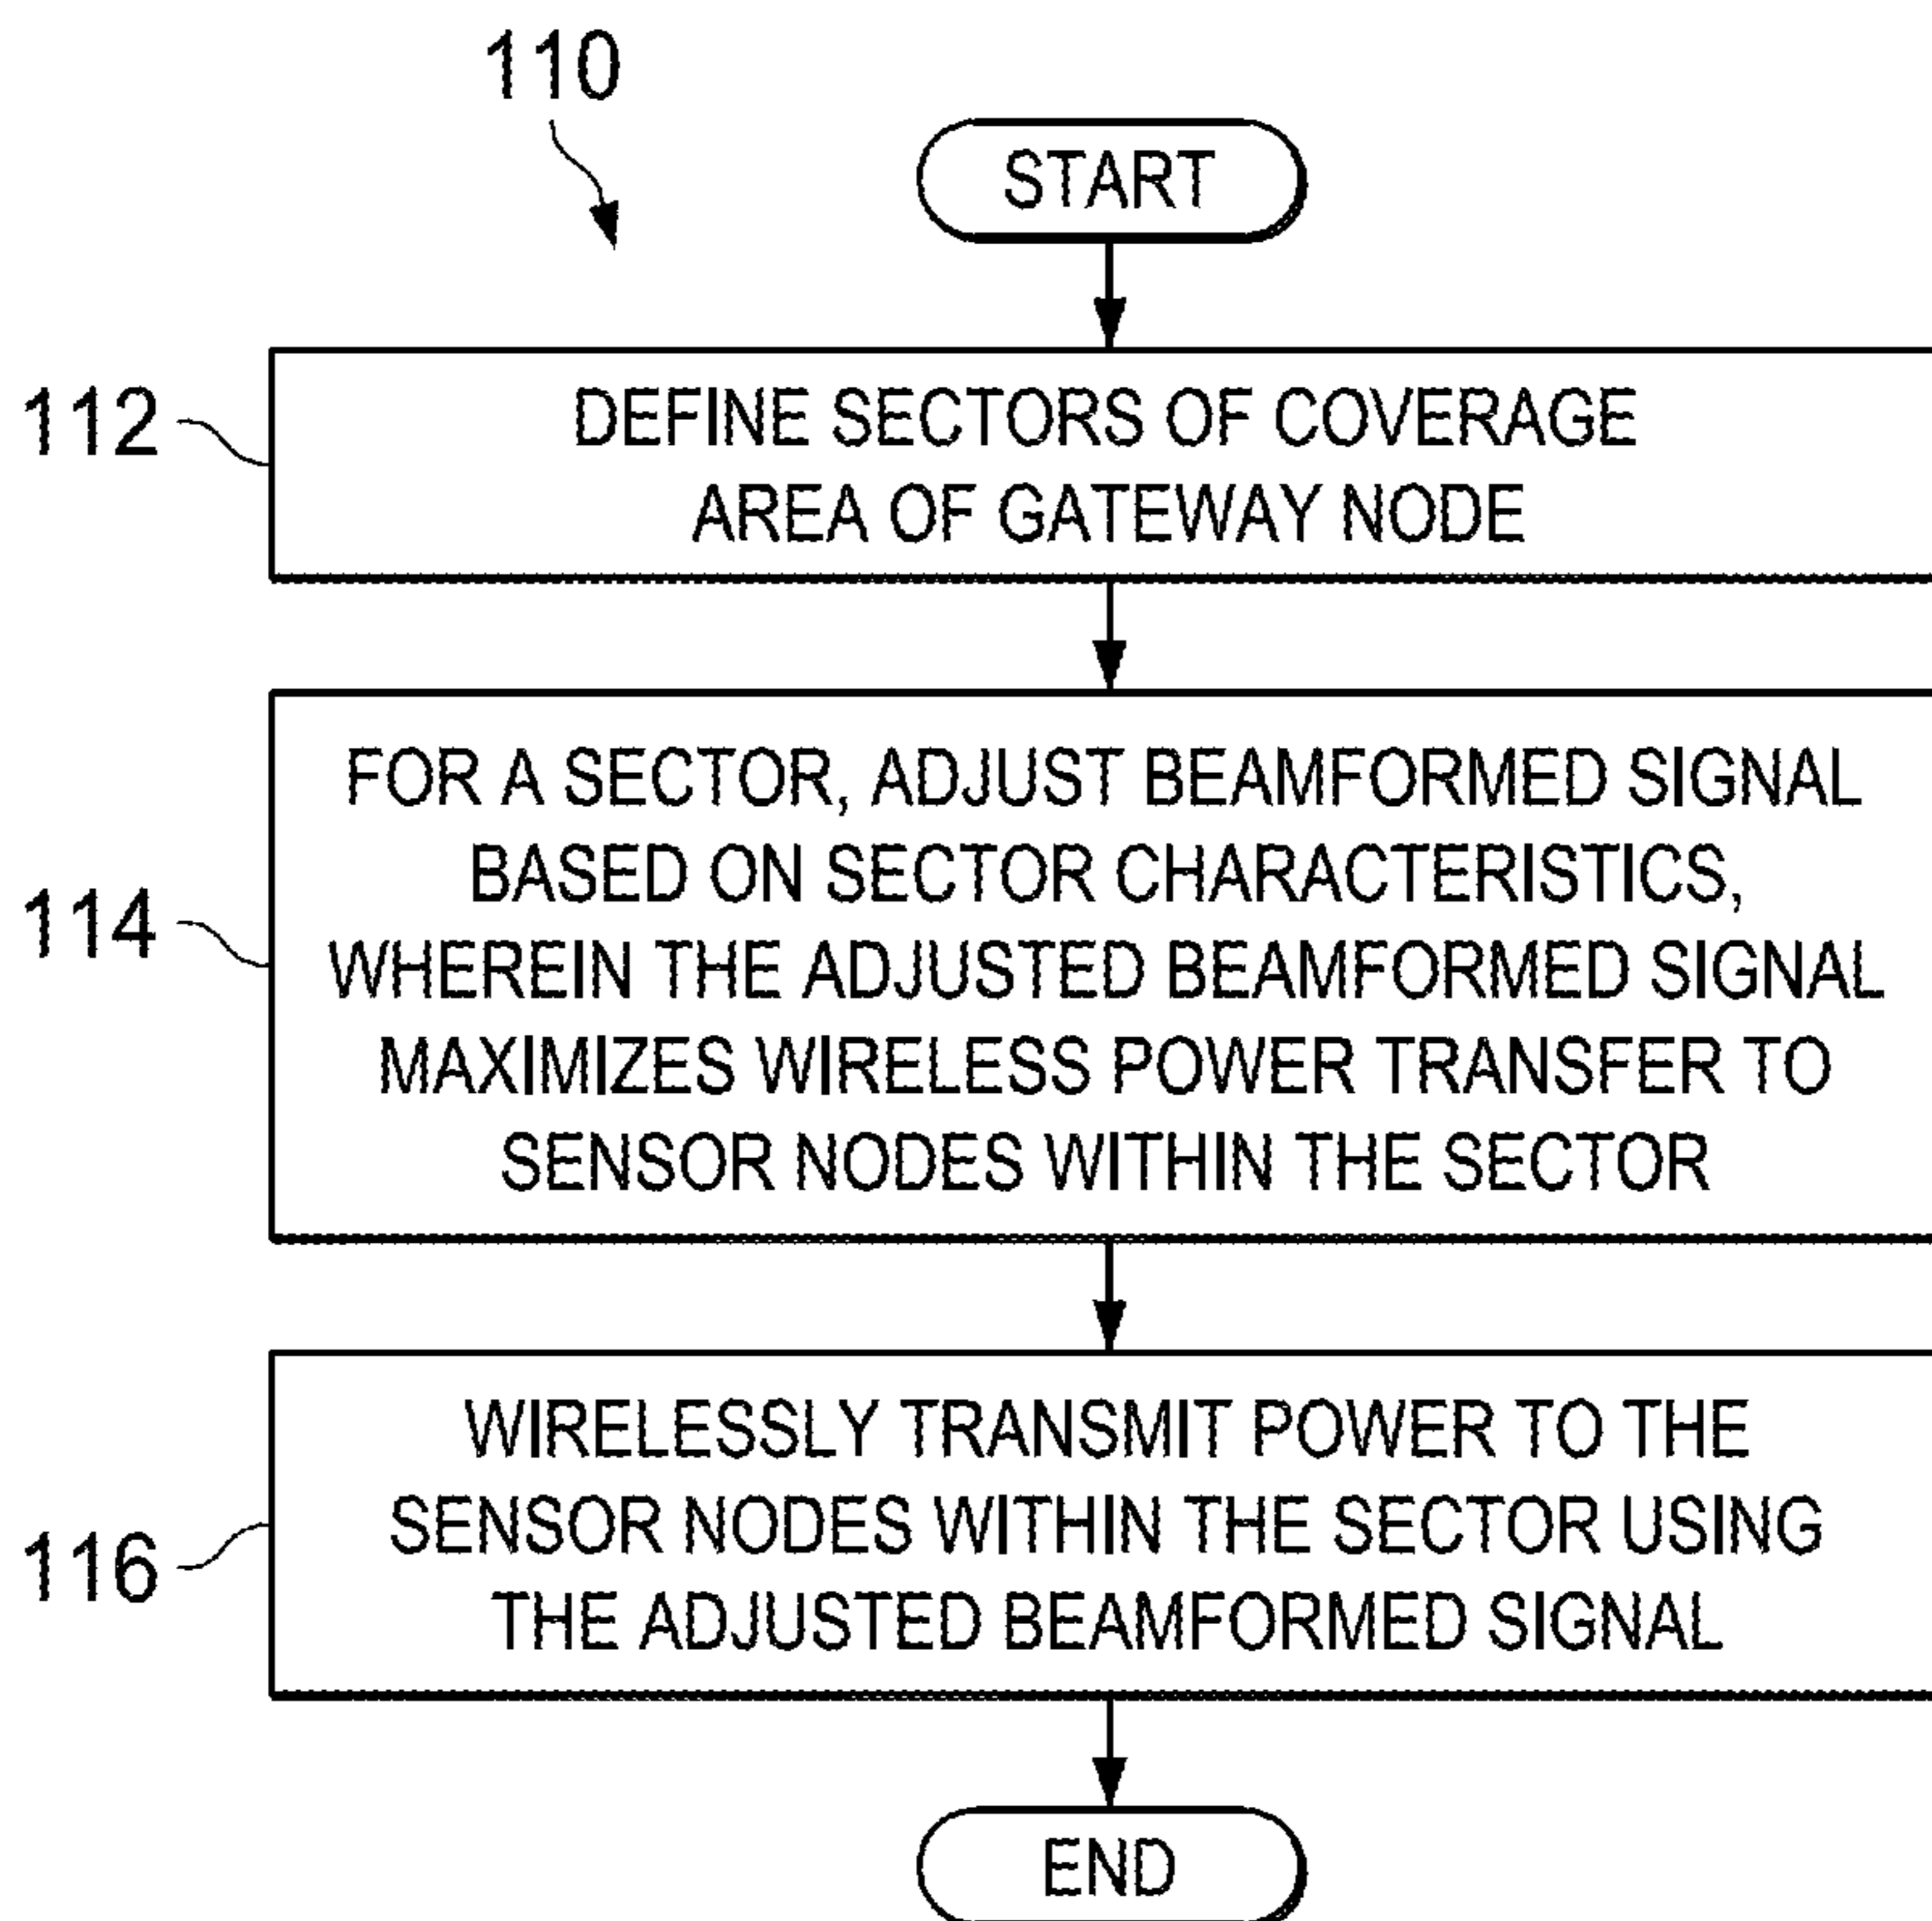 110
START
112
DEFINE SECTORS OF COVERAGE
AREA OF GATEWAY NODE
114
FOR A SECTOR, ADJUST BEAMFORMED SIGNAL
BASED ON SECTOR CHARACTERISTICS,
WHEREIN THE ADJUSTED BEAMFORMED SIGNAL
MAXIMIZES WIRELESS POWER TRANSFER TO
SENSOR NODES WITHIN THE SECTOR
116
WIRELESSLY TRANSMIT POWER TO THE
SENSOR NODES WITHIN THE SECTOR USING
THE ADJUSTED BEAMFORMED SIGNAL
END